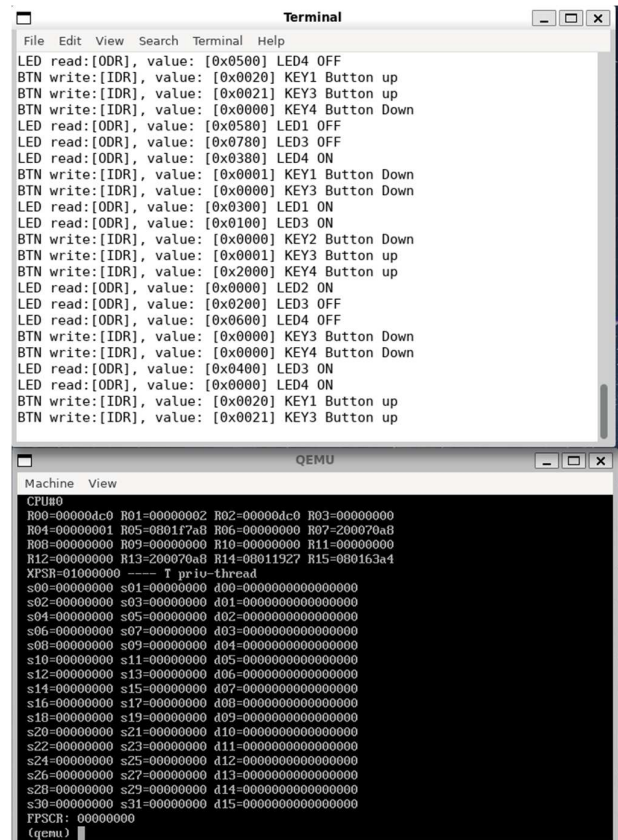 Terminal
File Edit View Search Terminal Help
LED read:[ODR], value: [0x0500] LED4 OFF
BTN write:[IDR], value: [0x0020] KEY1 Button up
BTN write:[IDR], value: [0x0021] KEY3 Button up
BTN write:[IDR], value: [0x0000] KEY4 Button Down
LED read:[ODR], value: [0x0580] LED1 OFF
LED read:[ODR], value: [0x0780] LED3 OFF
LED read:[ODR], value: [0x0380] LED4 ON
BTN write:[IDR], value: [0x0001] KEY1 Button Down
BTN write:[IDR], value: [0x0000] KEY3 Button Down
LED read:[ODR], value: [0x0300] LED1 ON
LED read:[ODR], value: [0x0100] LED3 ON
BTN write:[IDR], value: [0x0000] KEY2 Button Down
BTN write:[IDR], value: [0x0001] KEY3 Button up
BTN write:[IDR], value: [0x2000] KEY4 Button up
LED read:[ODR], value: [0x0000] LED2 ON
LED read:[ODR], value: [0x0200] LED3 OFF
LED read:[ODR], value: [0x0600] LED4 OFF
BTN write:[IDR], value: [0x0000] KEY3 Button Down
BTN write:[IDR], value: [0x0000] KEY4 Button Down
LED read:[ODR], value: [0x0400] LED3 ON
LED read:[ODR], value: [0x0000] LED4 ON
BTN write:[IDR], value: [0x0020] KEY1 Button up
BTN write:[IDR], value: [0x0021] KEY3 Button up
QEMU
Machine View
CPU#0
R00=00000dc0 R01=00000002 R02=00000dc0 R03=00000000
R04=00000001 R05=0801f7a8 R06=00000000 R07=200070a8
R08=00000000 R09=00000000 R10=00000000 R11=00000000
R12=00000000 R13=200070a8 R14=08011927 R15=080163a4
XPSR=01000000 ---- T priv-thread
s00=00000000 s01=00000000 d00=0000000000000000
s02=00000000 s03=00000000 d01=0000000000000000
s04=00000000 s05=00000000 d02=0000000000000000
s06=00000000 s07=00000000 d03=0000000000000000
s08=00000000 s09=00000000 d04=0000000000000000
s10=00000000 s11=00000000 d05=0000000000000000
s12=00000000 s13=00000000 d06=0000000000000000
s14=00000000 s15=00000000 d07=0000000000000000
s16=00000000 s17=00000000 d08=0000000000000000
s18=00000000 s19=00000000 d09=0000000000000000
s20=00000000 s21=00000000 d10=0000000000000000
s22=00000000 s23=00000000 d11=0000000000000000
s24=00000000 s25=00000000 d12=0000000000000000
s26=00000000 s27=00000000 d13=0000000000000000
s28=00000000 s29=00000000 d14=0000000000000000
s30=00000000 s31=00000000 d15=0000000000000000
FPSCR: 00000000
(qemu)